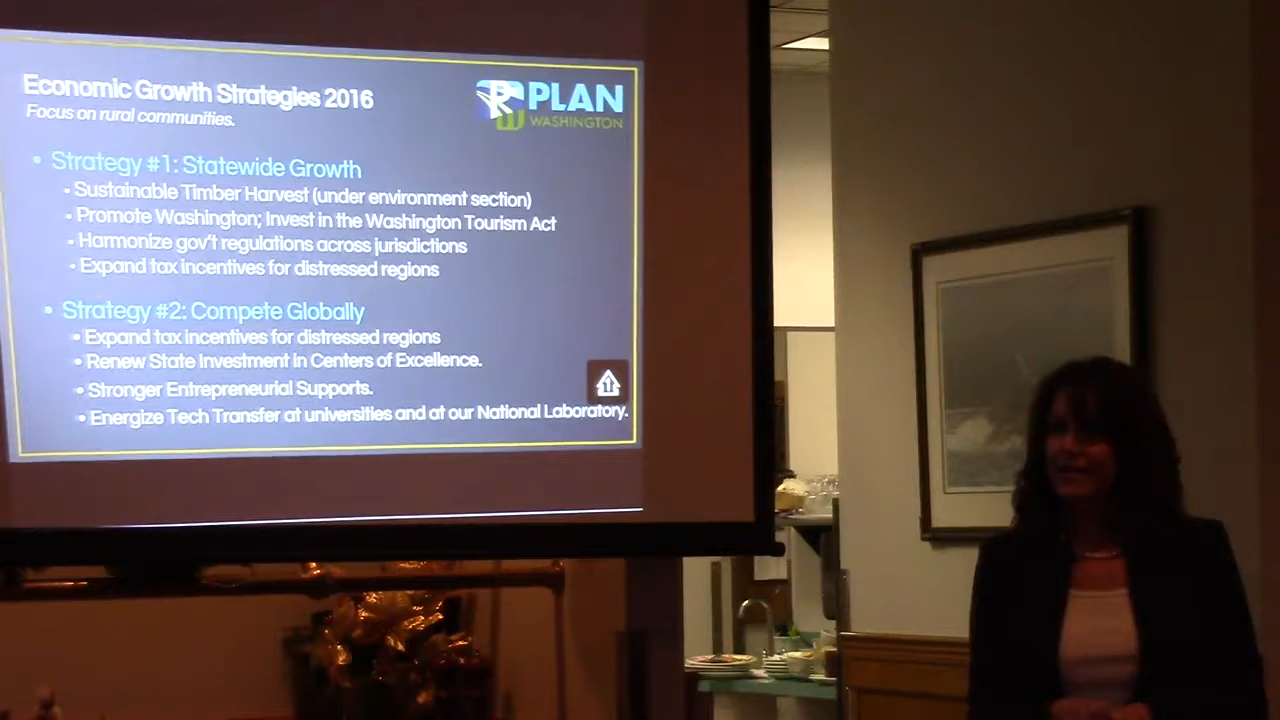 Economic Growth Strategies 2016
Focus on rural communities.
PLAN
WASHINGTON
• Strategy #1: Statewide Growth
• Sustainable Timber Harvest (under environment section)
• Promote Washington; Invest in the Washington Tourism Act
• Harmonize gov't regulations across jurisdictions
• Expand tax incentives for distressed regions
• Strategy #2: Compete Globally
• Expand tax incentives for distressed regions
• Renew State Investment in Centers of Excellence.
• Stronger Entrepreneurial Supports.
• Energize Tech Transfer at universities and at our National Laboratory.